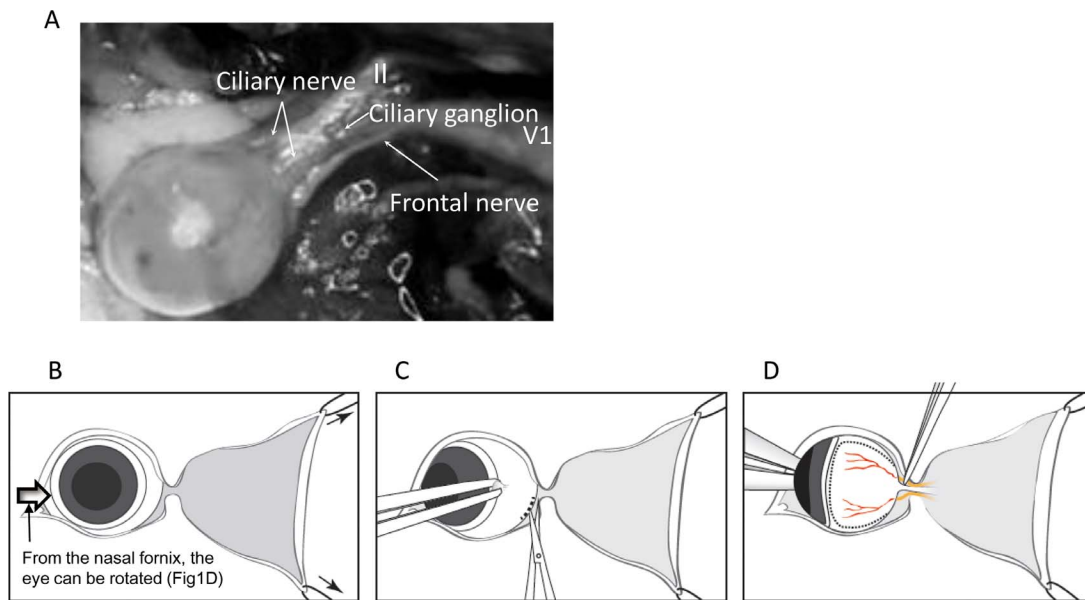 A
II
Ciliary nerve
Ciliary ganglion
V1
Frontal nerve
B
C
D
From the nasal fornix, the
eye can be rotated (Fig1D)